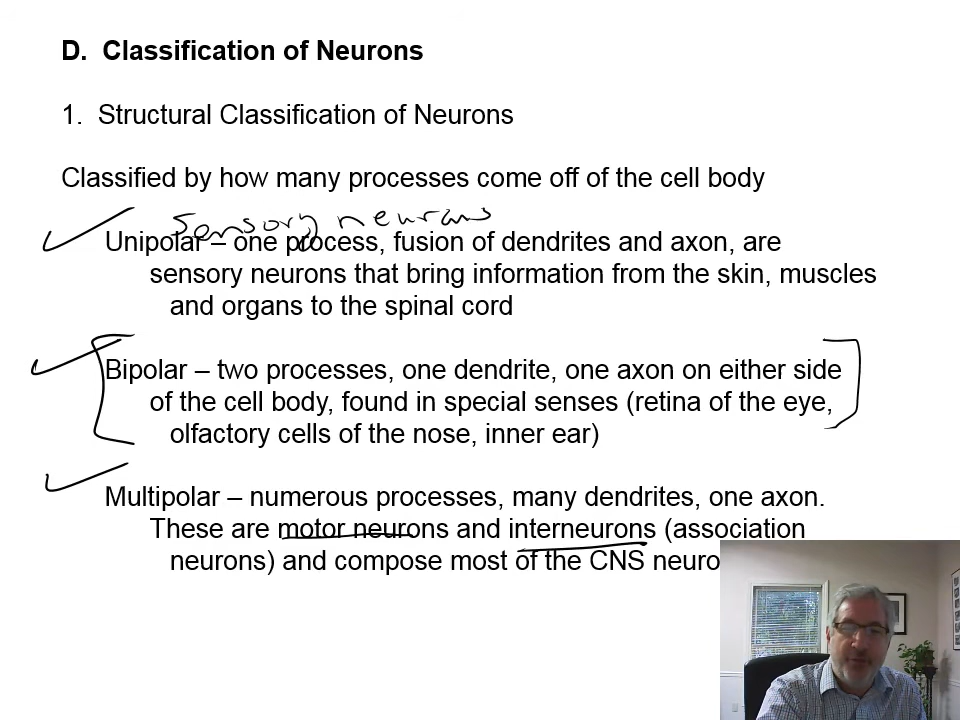 D. Classification of Neurons
1. Structural Classification of Neurons
Classified by how many processes come off of the cell body
Sensory neurons
Unipolar – one process, fusion of dendrites and axon, are
sensory neurons that bring information from the skin, muscles
and organs to the spinal cord
Bipolar – two processes, one dendrite, one axon on either side
of the cell body, found in special senses (retina of the eye,
olfactory cells of the nose, inner ear)
Multipolar – numerous processes, many dendrites, one axon.
These are motor neurons and interneurons (association
neurons) and compose most of the CNS